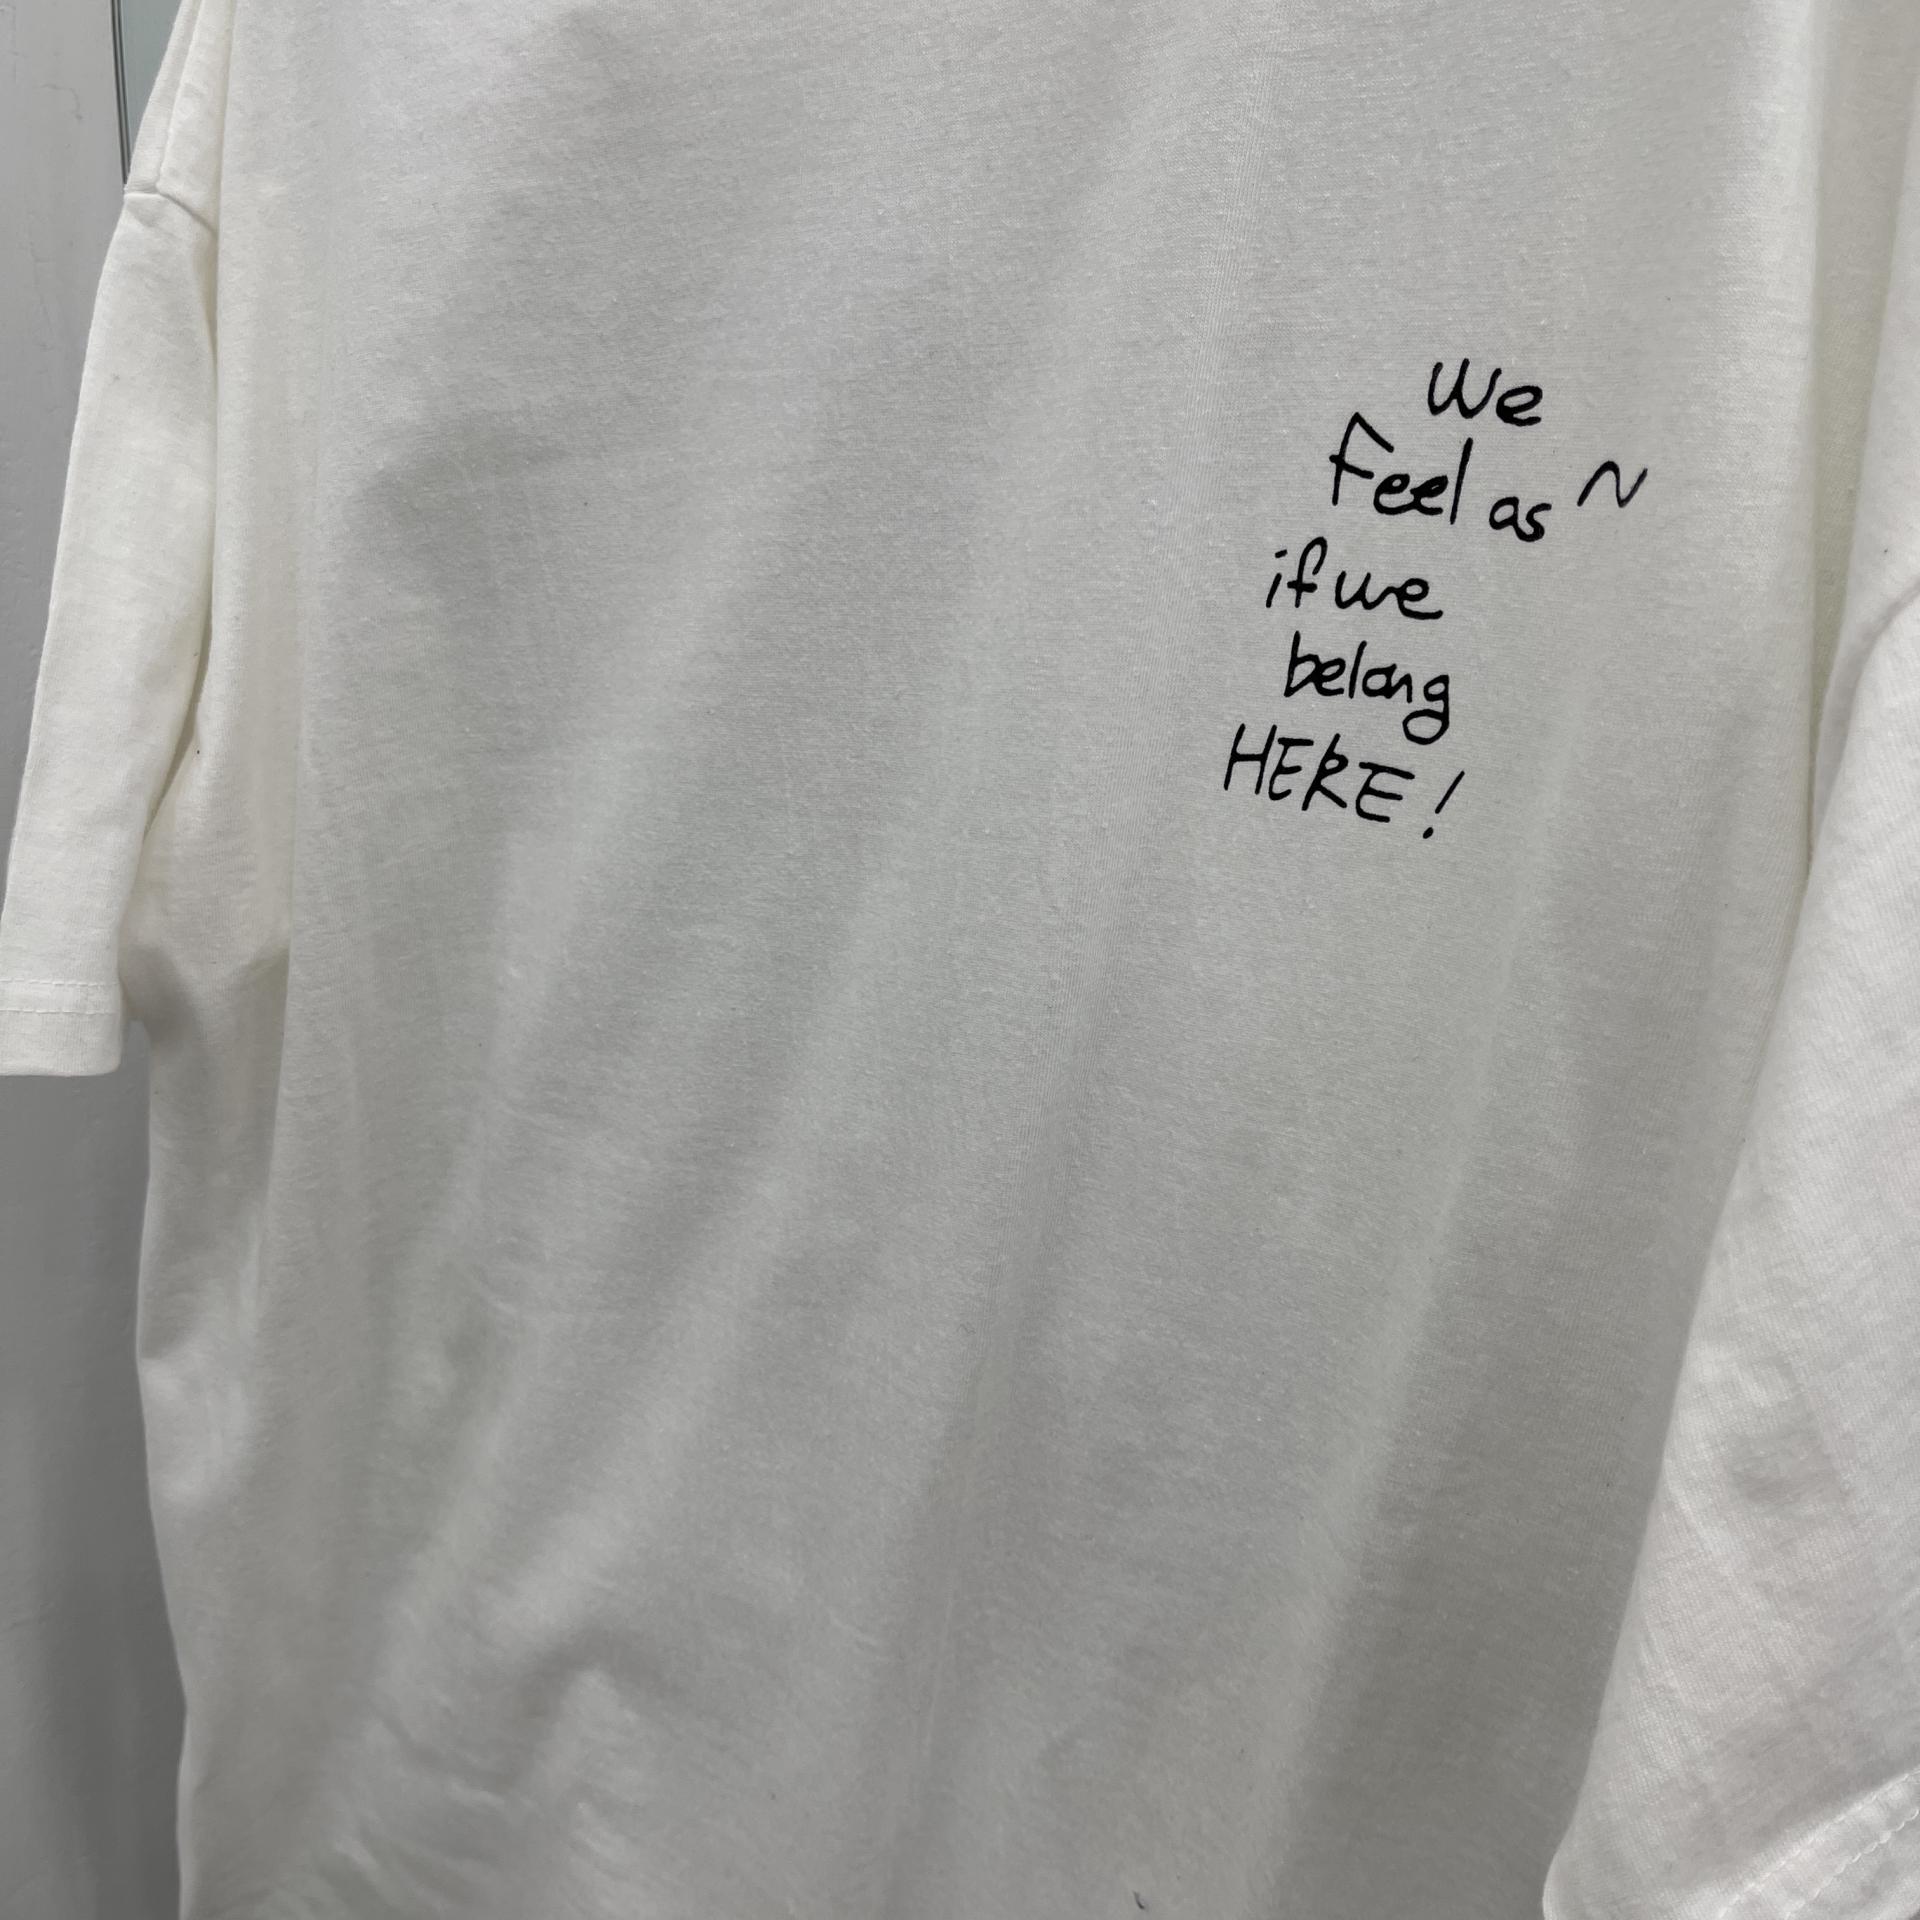 We
Feel as ~
if we
belong
HERE!